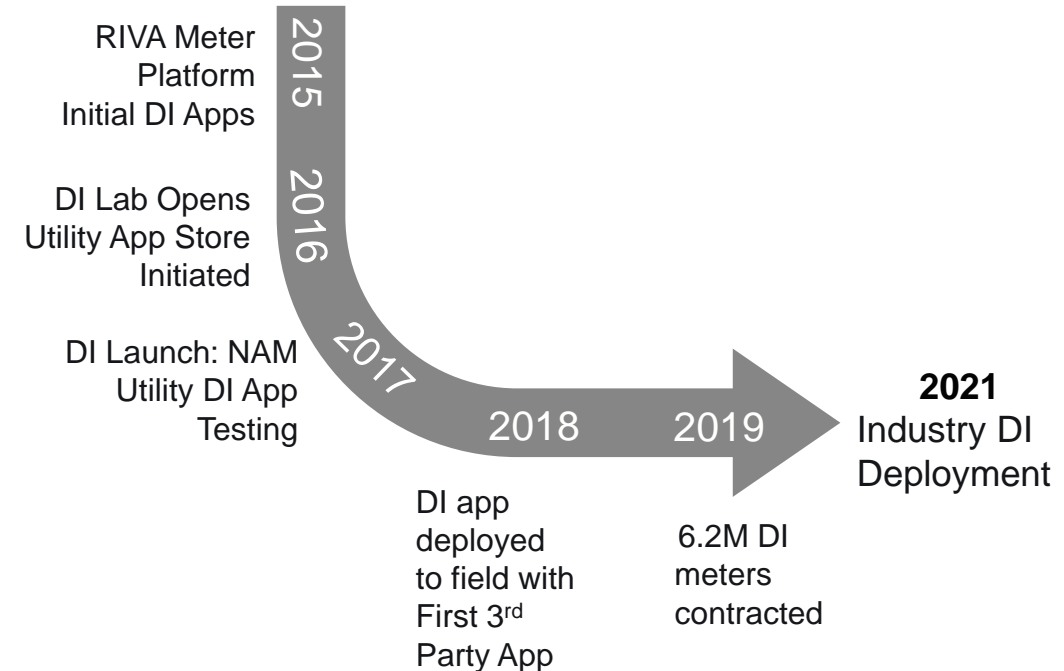 2015
RIVA Meter
Platform
Initial DI Apps
2016
DI Lab Opens
Utility App Store
Initiated
2017
DI Launch: NAM
Utility DI App
Testing
2018
DI app
deployed
to field with
First 3rd
Party App
2019
6.2M DI
meters
contracted
2021
Industry DI
Deployment